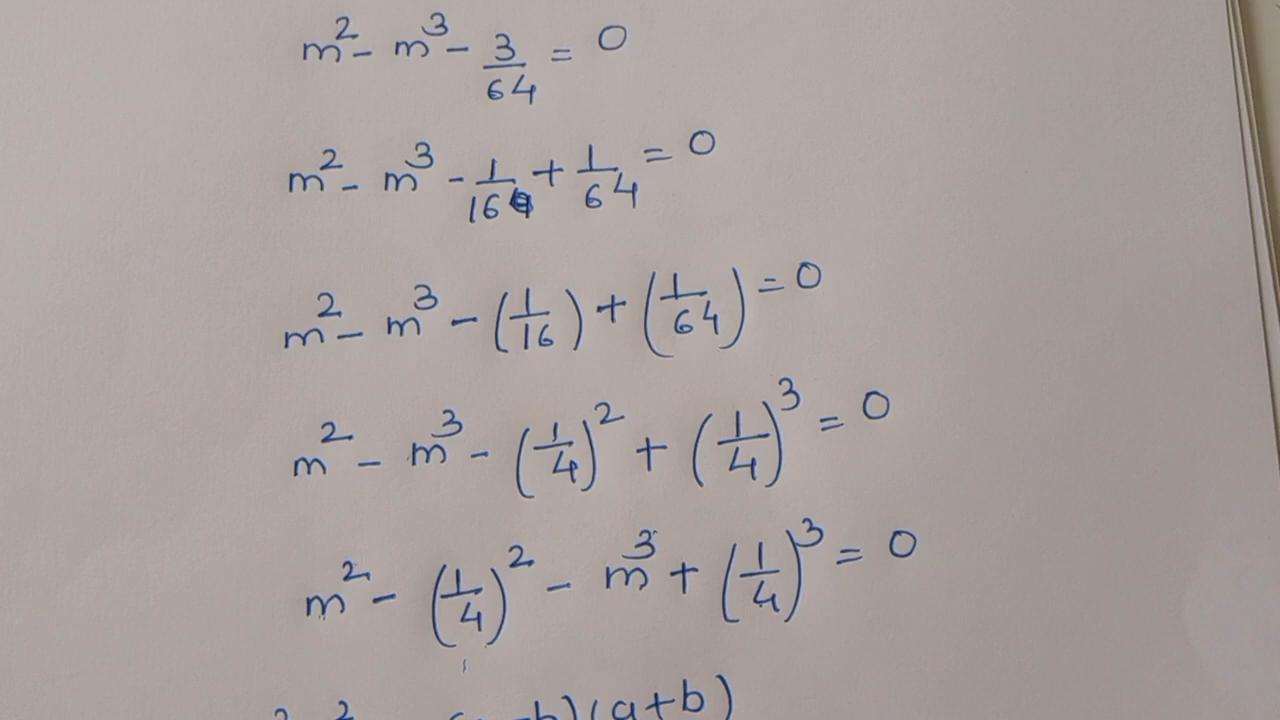 m² - m³ - 3/64 = 0
m² - m³ - 1/16 + 1/64 = 0
m² - m³ - (1/16) + (1/64) = 0
m² - m³ - (1/4)² + (1/4)³ = 0
m² - (1/4)² - m³ + (1/4)³ = 0
(a+b)